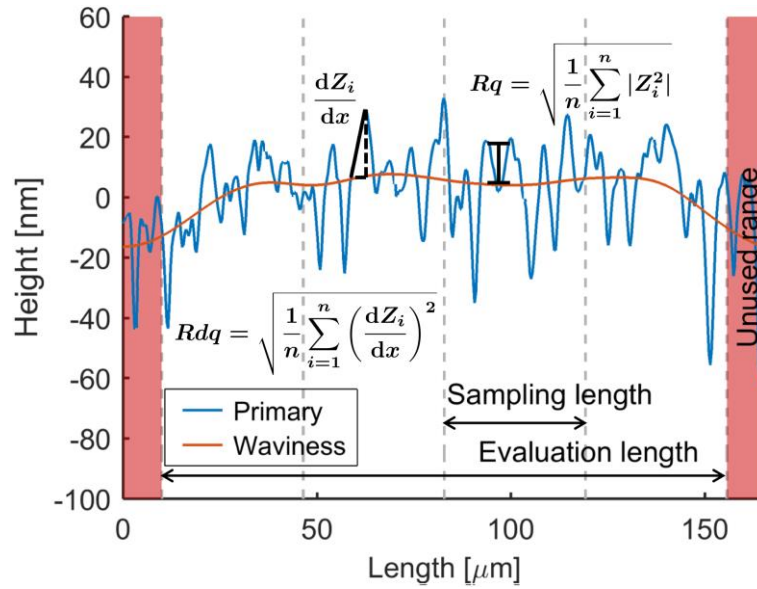 60
40
20
0
-20
-40
-60
-80
-100
Height [nm]
dZ_i/dx
Rq = √(1/n ∑_{i=1}^{n} |Z_i^2|)
Rdq = √(1/n ∑_{i=1}^{n} (dZ_i/dx)^2)
Primary
Waviness
Sampling length
Evaluation length
Unused range
0 50 100 150
Length [μm]